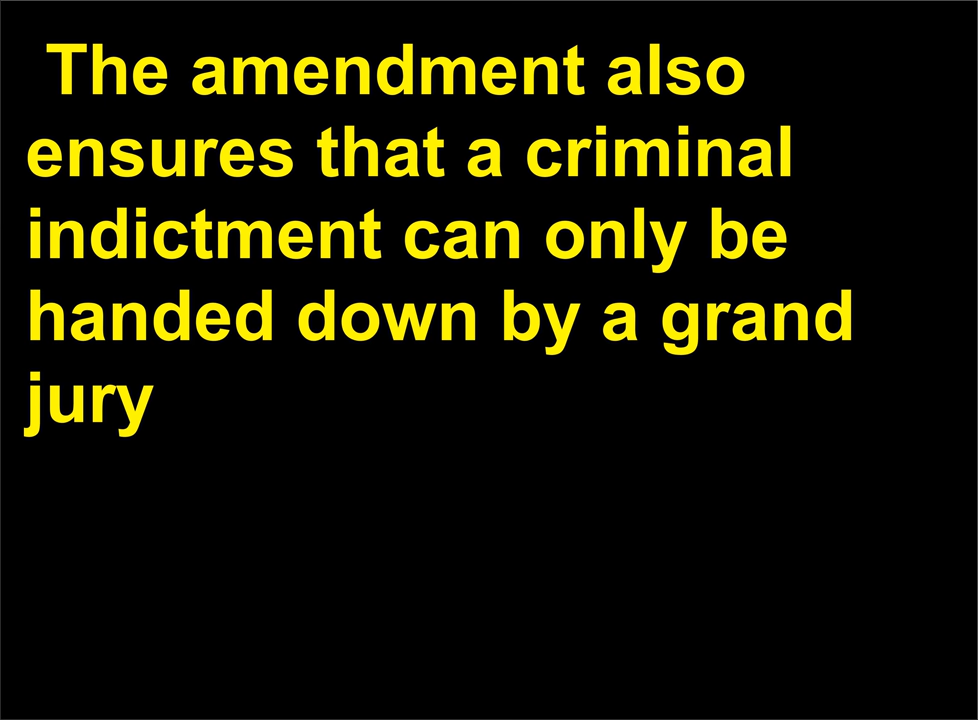 The amendment also
ensures that a criminal
indictment can only be
handed down by a grand
jury